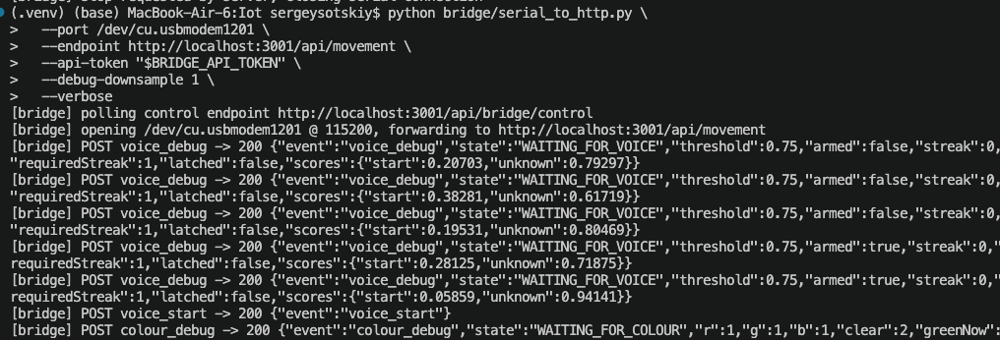 (.venv) (base) MacBook-Air-6:Iot sergeysotskiy$ python bridge/serial_to_http.py \
>   --port /dev/cu.usbmodem1201 \
>   --endpoint http://localhost:3001/api/movement \
>   --api-token "$BRIDGE_API_TOKEN" \
>   --debug-downsample 1 \
>   --verbose
[bridge] polling control endpoint http://localhost:3001/api/bridge/control
[bridge] opening /dev/cu.usbmodem1201 @ 115200, forwarding to http://localhost:3001/api/movement
[bridge] POST voice_debug -> 200 {"event":"voice_debug","state":"WAITING_FOR_VOICE","threshold":0.75,"armed":false,"streak":0,
"requiredStreak":1,"latched":false,"scores":{"start":0.20703,"unknown":0.79297}}
[bridge] POST voice_debug -> 200 {"event":"voice_debug","state":"WAITING_FOR_VOICE","threshold":0.75,"armed":false,"streak":0,
"requiredStreak":1,"latched":false,"scores":{"start":0.38281,"unknown":0.61719}}
[bridge] POST voice_debug -> 200 {"event":"voice_debug","state":"WAITING_FOR_VOICE","threshold":0.75,"armed":false,"streak":0,
"requiredStreak":1,"latched":false,"scores":{"start":0.19531,"unknown":0.80469}}
[bridge] POST voice_debug -> 200 {"event":"voice_debug","state":"WAITING_FOR_VOICE","threshold":0.75,"armed":true,"streak":0,"
requiredStreak":1,"latched":false,"scores":{"start":0.28125,"unknown":0.71875}}
[bridge] POST voice_debug -> 200 {"event":"voice_debug","state":"WAITING_FOR_VOICE","threshold":0.75,"armed":true,"streak":0,"
requiredStreak":1,"latched":false,"scores":{"start":0.05859,"unknown":0.94141}}
[bridge] POST voice_start -> 200 {"event":"voice_start"}
[bridge] POST colour_debug -> 200 {"event":"colour_debug","state":"WAITING_FOR_COLOUR","r":1,"g":1,"b":1,"clear":2,"greenNow":